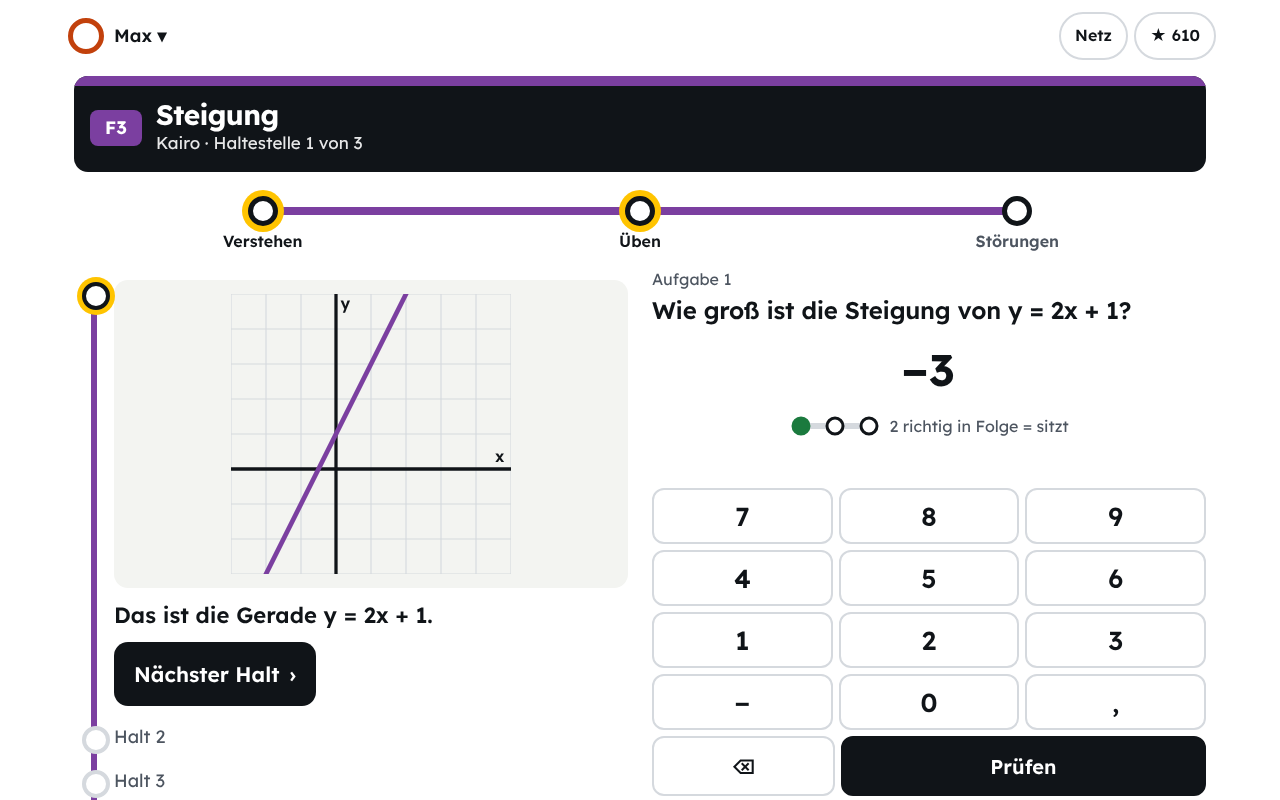 Max ▾
Netz
★ 610
F3
Steigung
Kairo · Haltestelle 1 von 3
Verstehen
Üben
Störungen
y
x
Das ist die Gerade y = 2x + 1.
Nächster Halt ›
Halt 2
Halt 3
Aufgabe 1
Wie groß ist die Steigung von y = 2x + 1?
−3
2 richtig in Folge = sitzt
7 8 9
4 5 6
1 2 3
− 0 ,
⌫ Prüfen